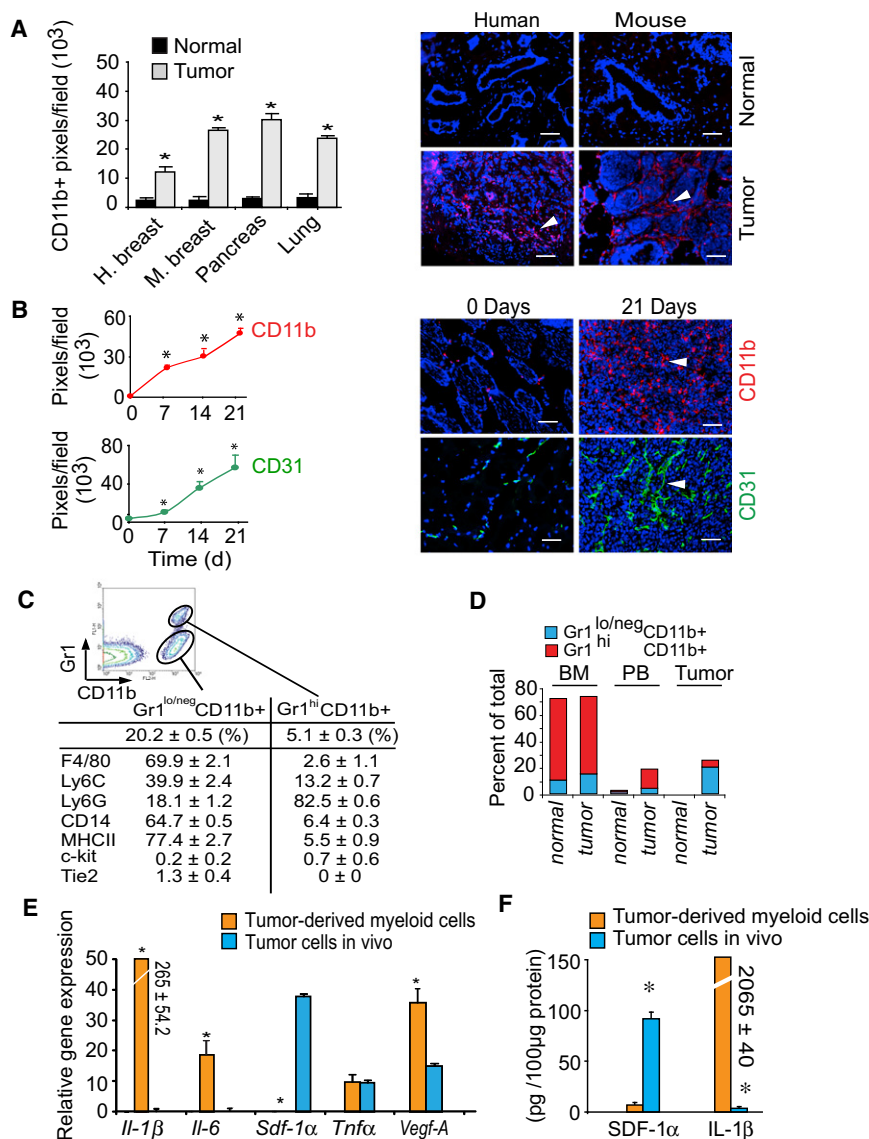 A
Normal
Tumor
CD11b+ pixels/field (10³)
50
40
30
20
10
0
* * * *
H. breast
M. breast
Pancreas
Lung
Human Mouse
Normal
Tumor
B
Pixels/field (10³)
60
30
0
* * *
CD11b
0 7 14 21
Pixels/field (10³)
80
40
0
* * *
CD31
0 7 14 21
Time (d)
0 Days 21 Days
CD11b
CD31
C
Gr1
CD11b
FL2-H
Gr1lo/negCD11b+ Gr1hiCD11b+
20.2 ± 0.5 (%) 5.1 ± 0.3 (%)
F4/80 69.9 ± 2.1 2.6 ± 1.1
Ly6C 39.9 ± 2.4 13.2 ± 0.7
Ly6G 18.1 ± 1.2 82.5 ± 0.6
CD14 64.7 ± 0.5 6.4 ± 0.3
MHCII 77.4 ± 2.7 5.5 ± 0.9
c-kit 0.2 ± 0.2 0.7 ± 0.6
Tie2 1.3 ± 0.4 0 ± 0
D
Gr1lo/negCD11b+
Gr1hi CD11b+
BM PB Tumor
Percent of total
80
60
40
20
0
normal tumor normal tumor normal tumor
E
Tumor-derived myeloid cells
Tumor cells in vivo
Relative gene expression
50
40
30
20
10
0
* * * *
265 ± 54.2
Il-1β Il-6 Sdf-1α Tnfα Vegf-A
F
Tumor-derived myeloid cells
Tumor cells in vivo
(pg /100µg protein)
150
100
50
0
* *
2065 ± 40
SDF-1α IL-1β